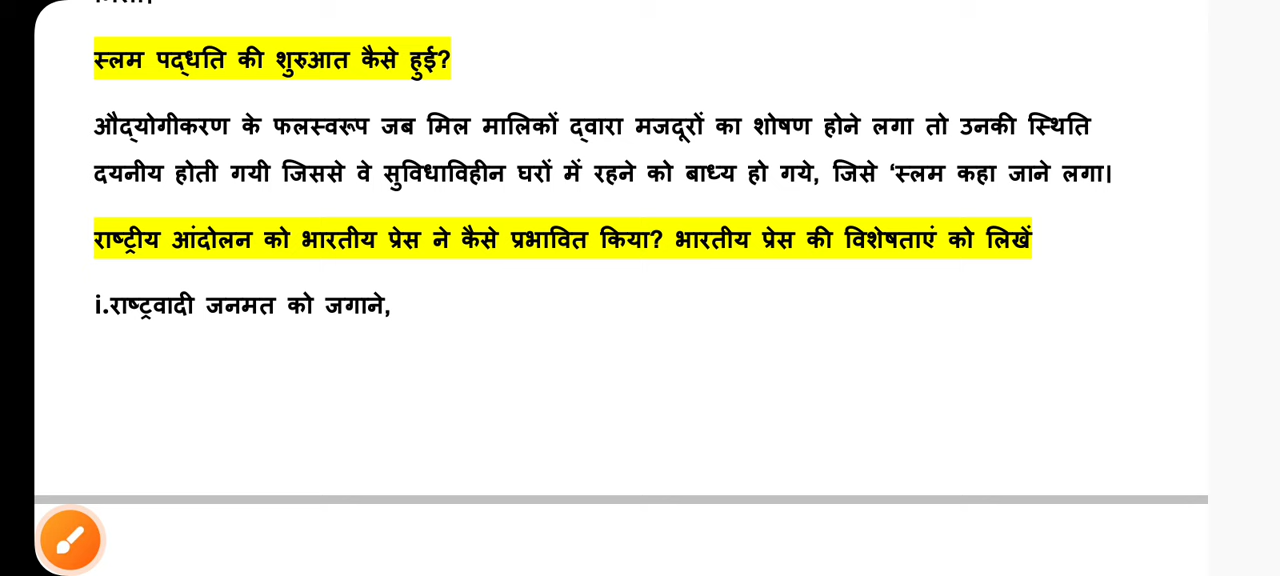 स्लम पद्धति की शुरुआत कैसे हुई?
औद्योगीकरण के फलस्वरूप जब मिल मालिकों द्वारा मजदूरों का शोषण होने लगा तो उनकी स्थिति
दयनीय होती गयी जिससे वे सुविधाविहीन घरों में रहने को बाध्य हो गये, जिसे ‘स्लम कहा जाने लगा।
राष्ट्रीय आंदोलन को भारतीय प्रेस ने कैसे प्रभावित किया? भारतीय प्रेस की विशेषताएं को लिखें
i.राष्ट्रवादी जनमत को जगाने,